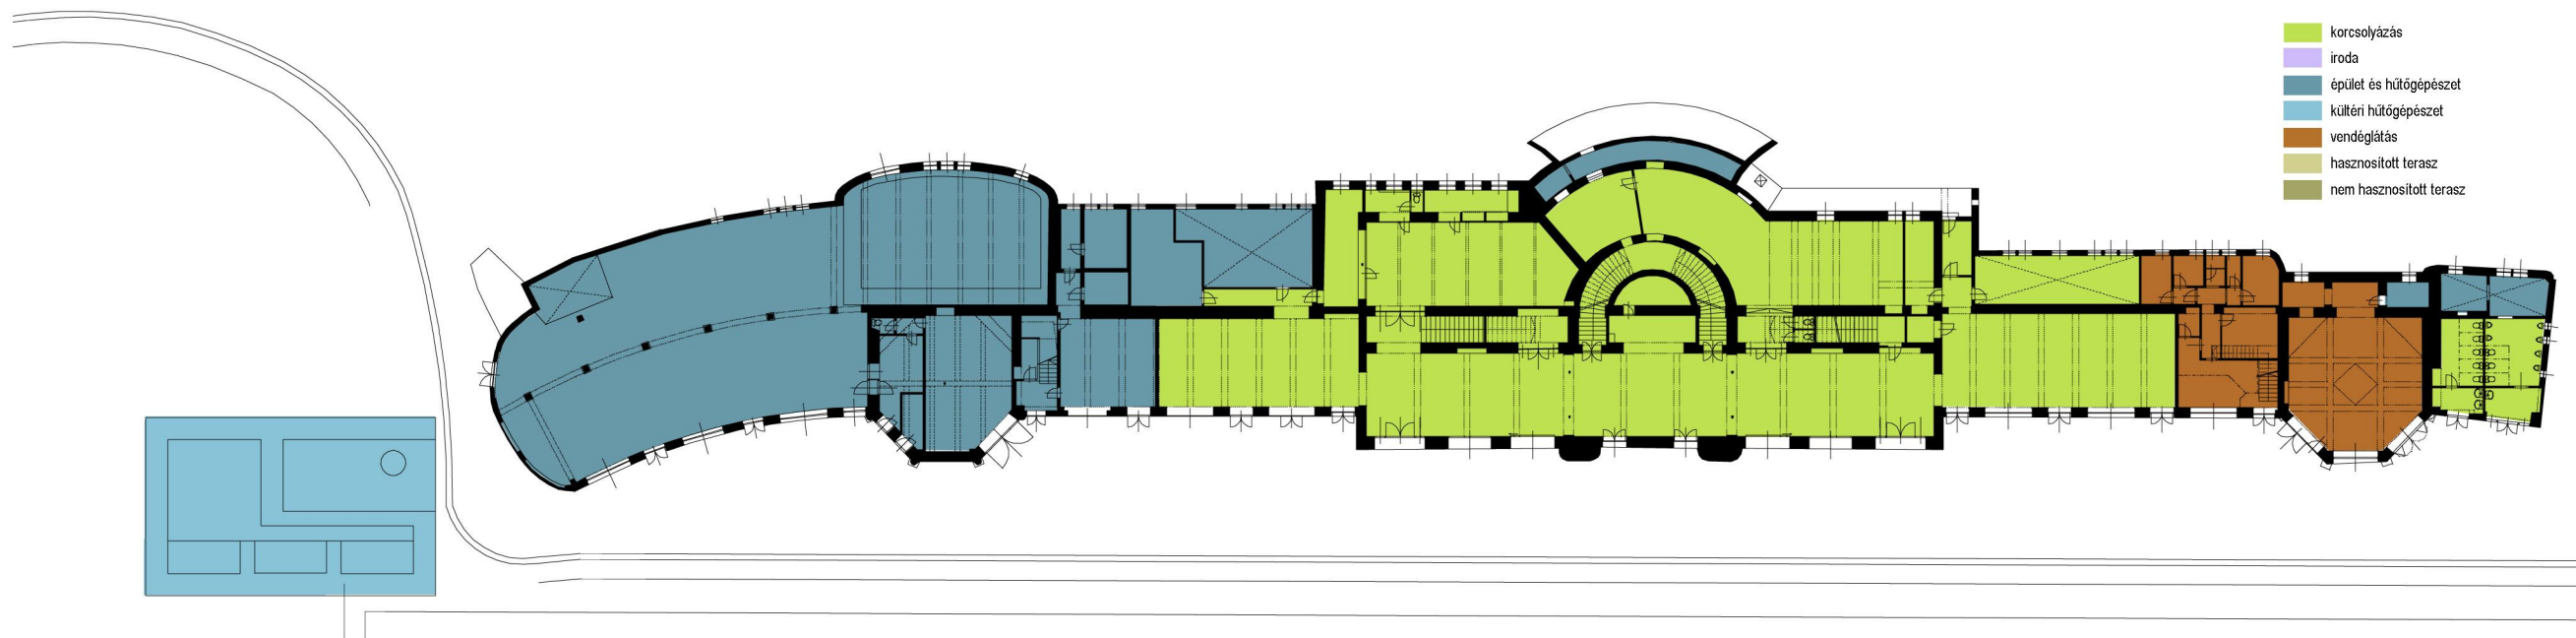 korcsolyázás
iroda
épület és hűtőgépészet
kültéri hűtőgépészet
vendéglátás
hasznosított terasz
nem hasznosított terasz